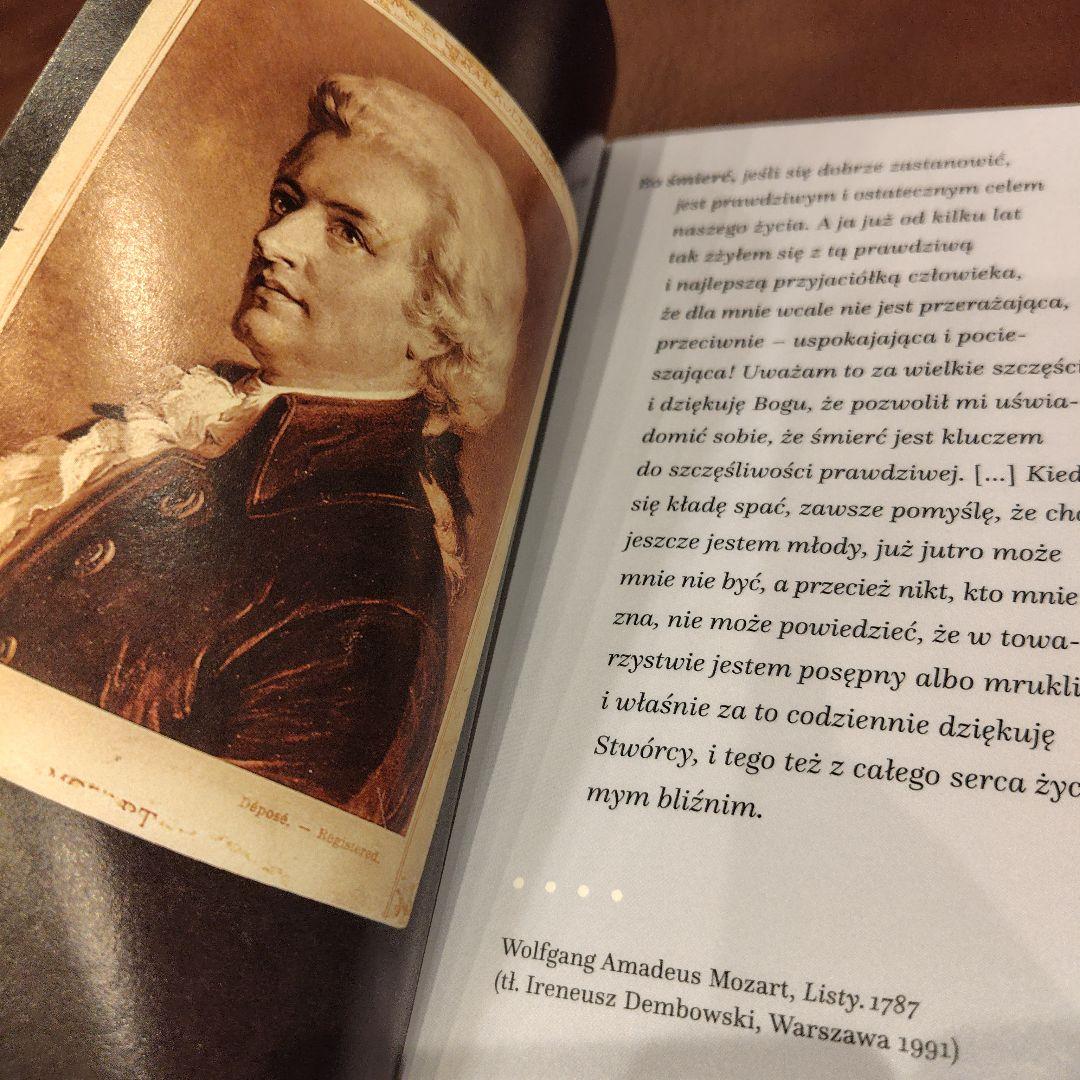 MOZART
Déposé. — Registered.
Bo śmierć, jeśli się dobrze zastanowić,
jest prawdziwym i ostatecznym celem
naszego życia. A ja już od kilku lat
tak zżyłem się z tą prawdziwą
i najlepszą przyjaciółką człowieka,
że dla mnie wcale nie jest przerażająca,
przeciwnie – uspokajająca i pocie-
szająca! Uważam to za wielkie szczęści
i dziękuję Bogu, że pozwolił mi uświa-
domić sobie, że śmierć jest kluczem
do szczęśliwości prawdziwej. [...] Kied
się kładę spać, zawsze pomyślę, że cho
jeszcze jestem młody, już jutro może
mnie nie być, a przecież nikt, kto mnie
zna, nie może powiedzieć, że w towa-
rzystwie jestem posępny albo mrukli
i właśnie za to codziennie dziękuję
Stwórcy, i tego też z całego serca życ
mym bliźnim.
Wolfgang Amadeus Mozart, Listy. 1787
(tł. Ireneusz Dembowski, Warszawa 1991)